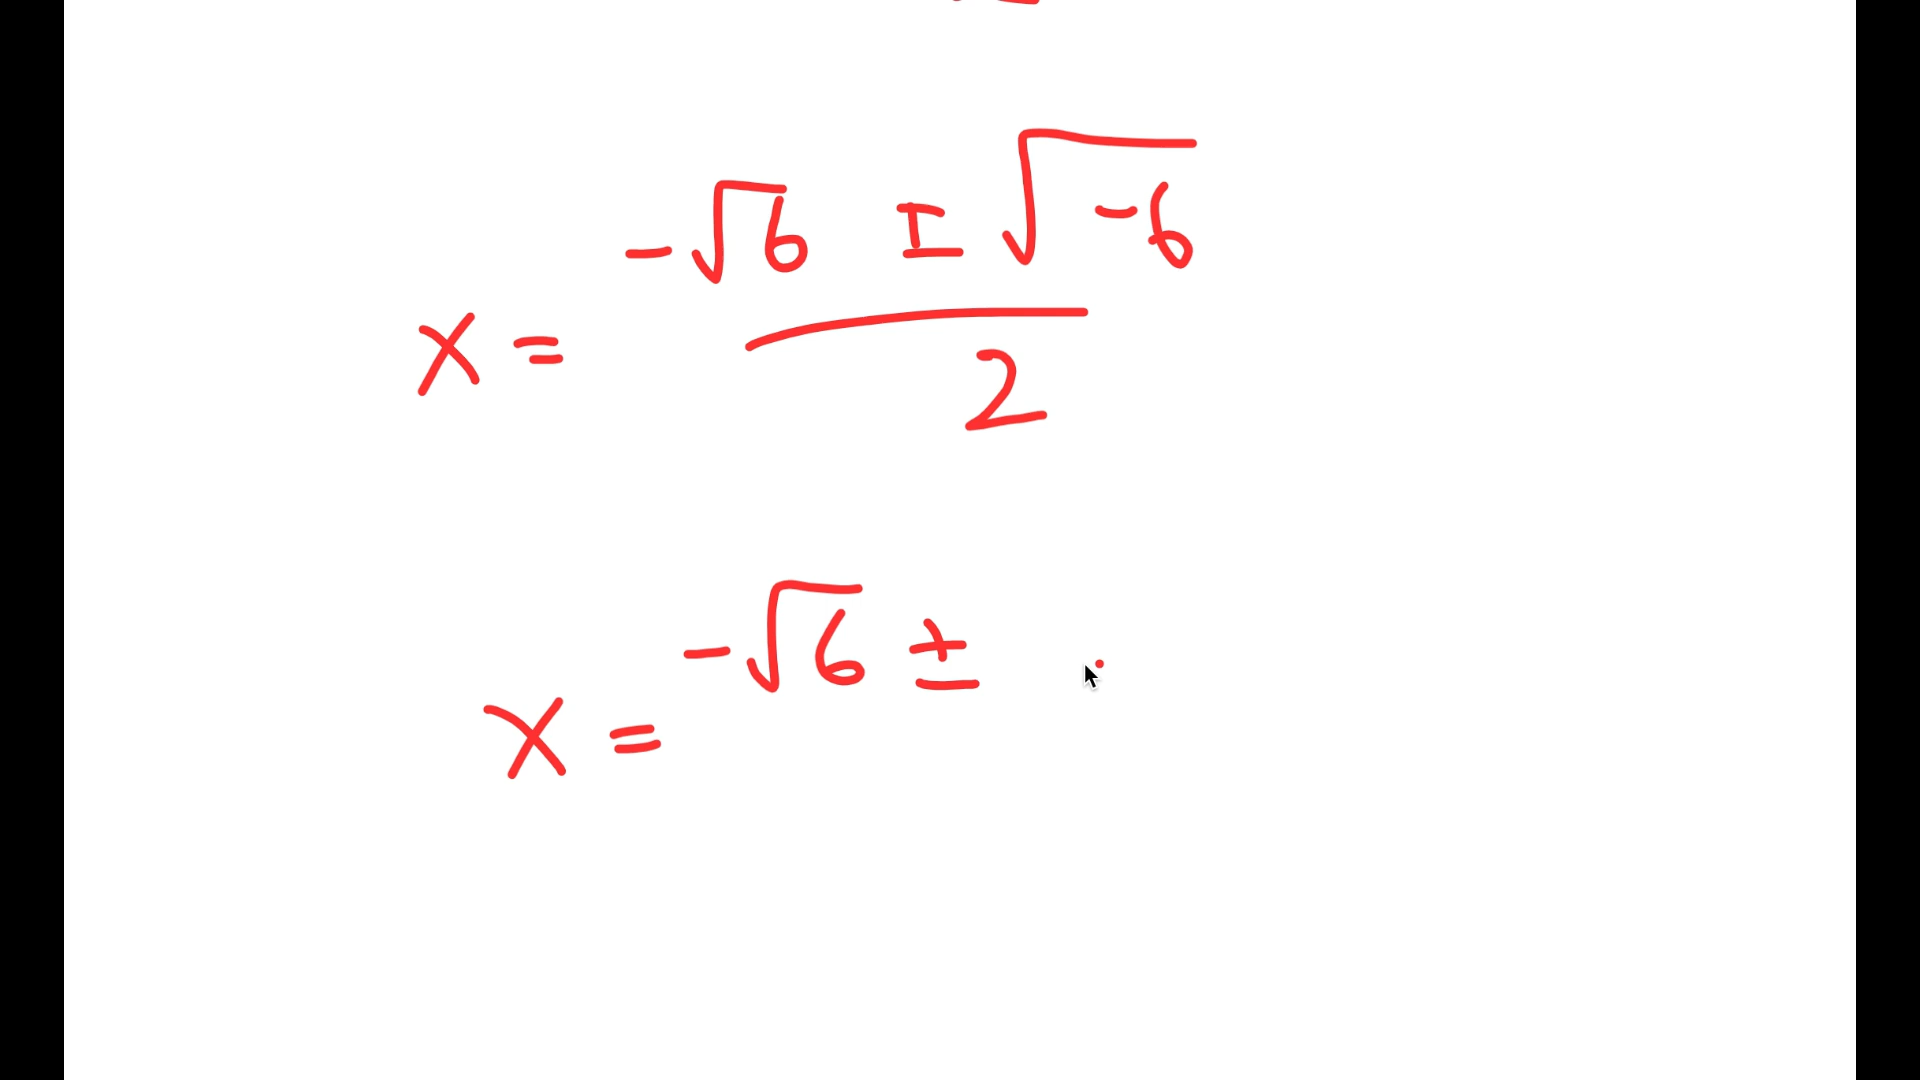 x = (-√6 ± √-6) / 2
x = -√6 ±